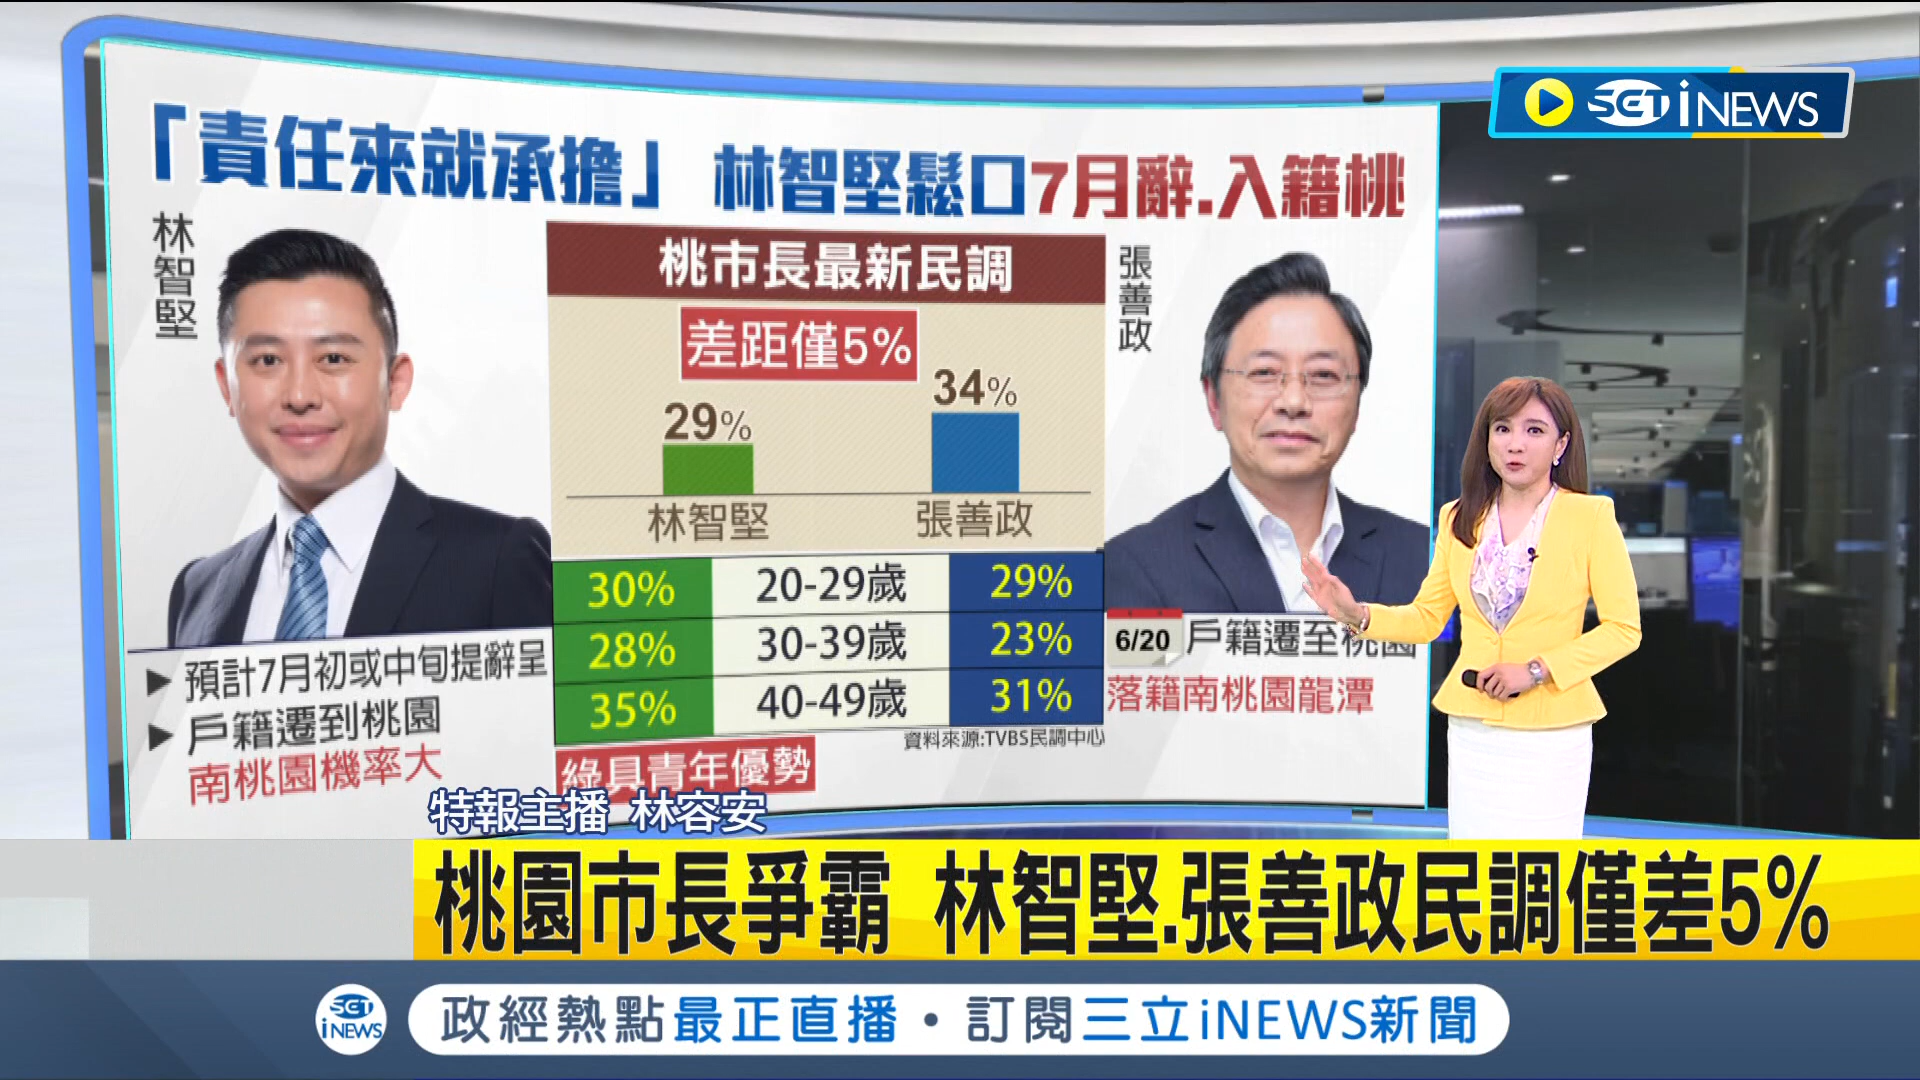 SET iNEWS
「責任來就承擔」 林智堅鬆口7月辭.入籍桃
林智堅
桃市長最新民調
差距僅5%
29% 34%
林智堅 張善政
30% 20-29歲 29%
28% 30-39歲 23%
35% 40-49歲 31%
資料來源:TVBS民調中心
綠具青年優勢
▶ 預計7月初或中旬提辭呈
▶ 戶籍遷到桃園
南桃園機率大
張善政
6/20 戶籍遷至桃園
落籍南桃園龍潭
特報主播 林容安
桃園市長爭霸 林智堅.張善政民調僅差5%
SET iNEWS
政經熱點最正直播・訂閱三立iNEWS新聞